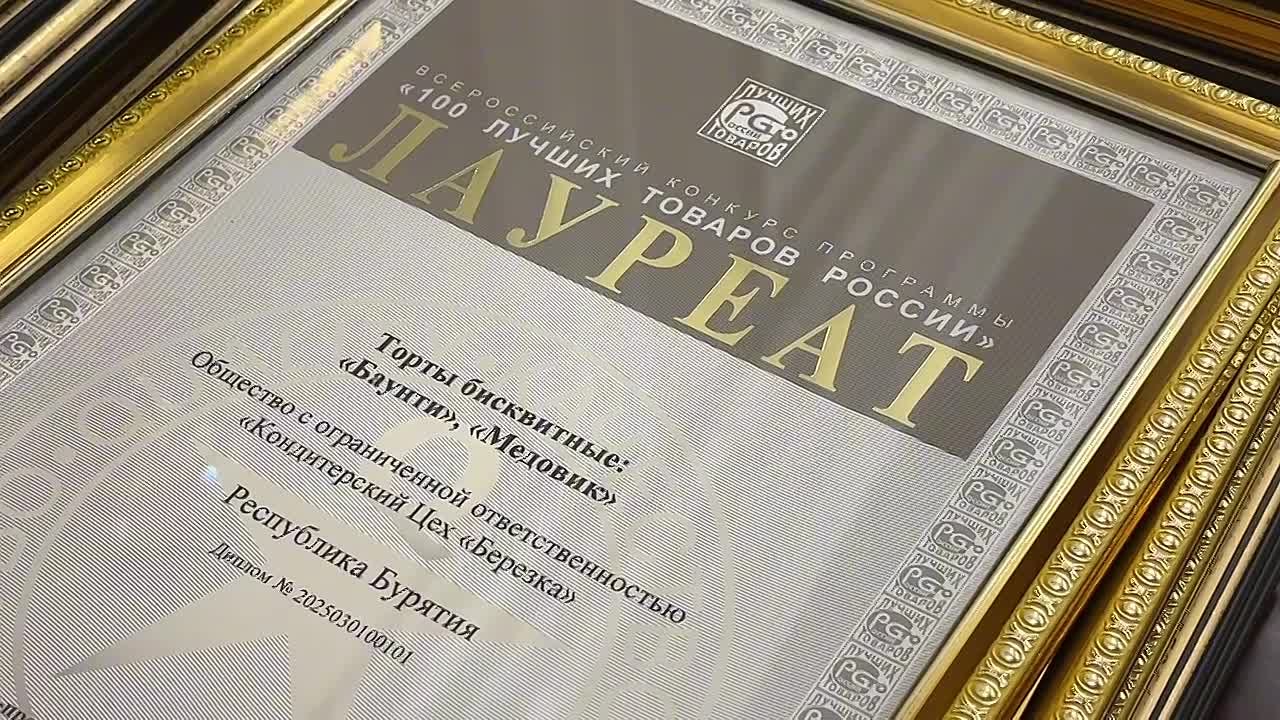 ЛУЧШИХ
РОССИИ
ТОВАРОВ
ВСЕРОССИЙСКИЙ КОНКУРС ПРОГРАММЫ
«100 ЛУЧШИХ ТОВАРОВ РОССИИ»
ЛАУРЕАТ
Торты бисквитные:
«Баунти», «Медовик»
Общество с ограниченной ответственностью
«Кондитерский Цех «Березка»
Республика Бурятия
Диплом № 2025030100101